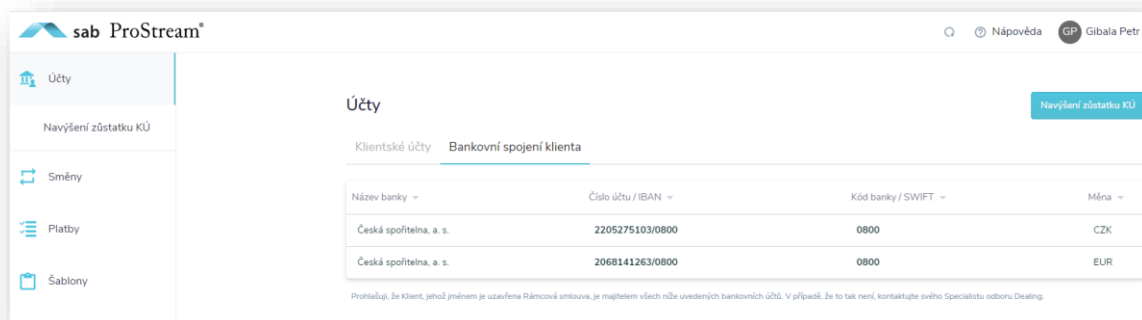 sab ProStream®
Nápověda
GP Gibala Petr
Účty
Navýšení zůstatku KÚ
Směny
Platby
Šablony
Účty
Navýšení zůstatku KÚ
Klientské účty Bankovní spojení klienta
Název banky Číslo účtu / IBAN Kód banky / SWIFT Měna
Česká spořitelna, a. s. 2205275103/0800 0800 CZK
Česká spořitelna, a. s. 2068141263/0800 0800 EUR
Prohlašuji, že Klient, jehož jménem je uzavřena Rámcová smlouva, je majitelem všech níže uvedených bankovních účtů. V případě, že to tak není, kontaktujte svého Specialistu odboru Dealing.